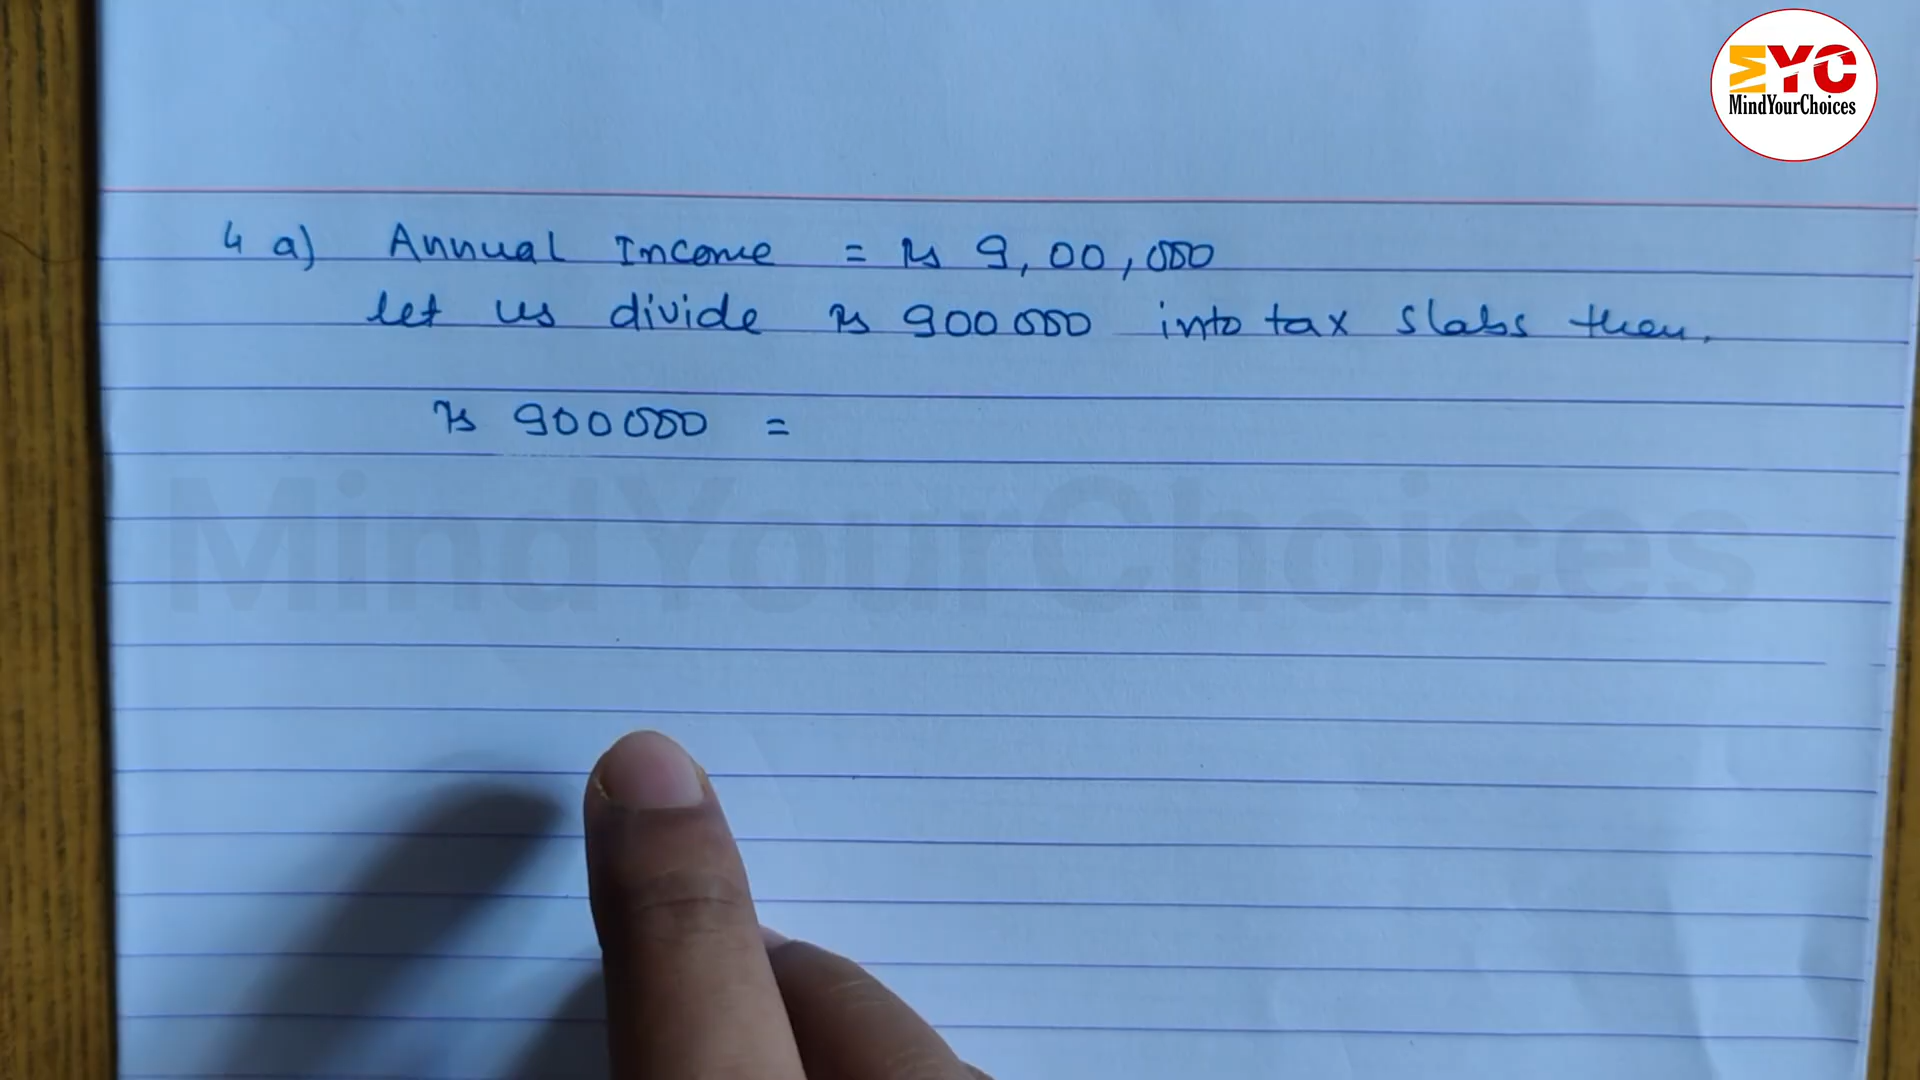 MYC
MindYourChoices
4 a) Annual Income = Rs 9,00,000
let us divide Rs 900000 into tax slabs then.
Rs 900000 =
MindYourChoices